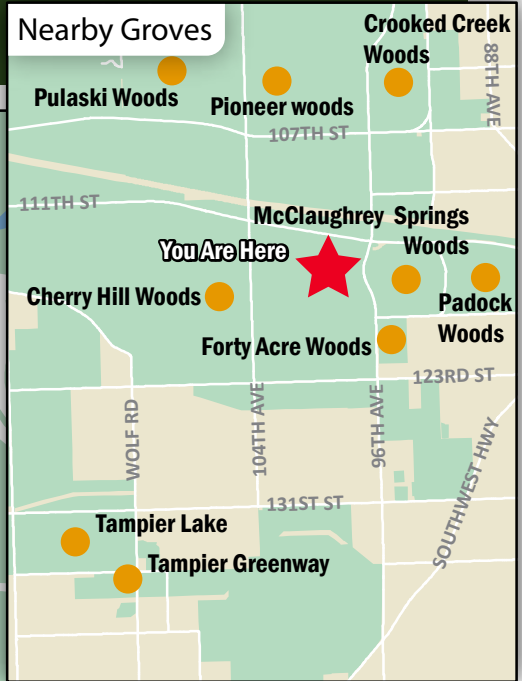 Nearby Groves
Crooked Creek
Woods
88TH AVE
Pulaski Woods
Pioneer woods
107TH ST
111TH ST
McClaughrey Springs
Woods
You Are Here
Cherry Hill Woods
Padock
Woods
Forty Acre Woods
123RD ST
WOLF RD
104TH AVE
96TH AVE
SOUTHWEST HWY
131ST ST
Tampier Lake
Tampier Greenway